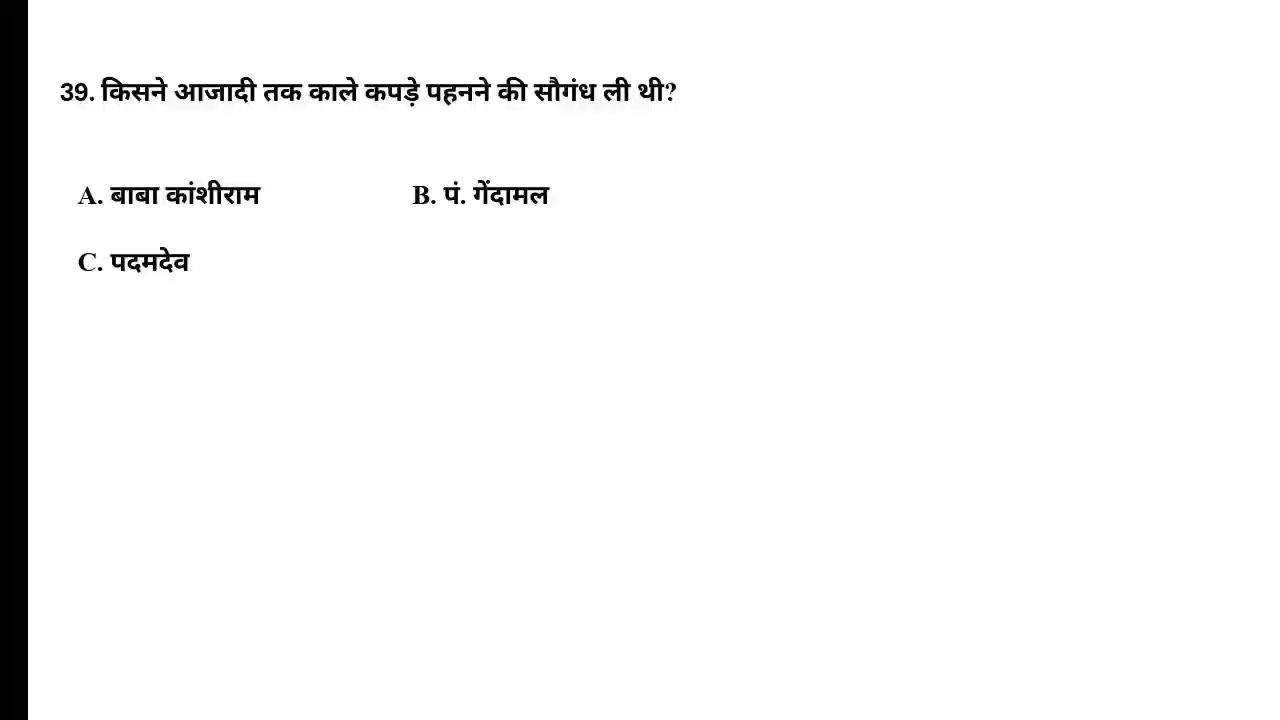 39. किसने आजादी तक काले कपड़े पहनने की सौगंध ली थी?
A. बाबा कांशीराम B. पं. गेंदामल
C. पदमदेव